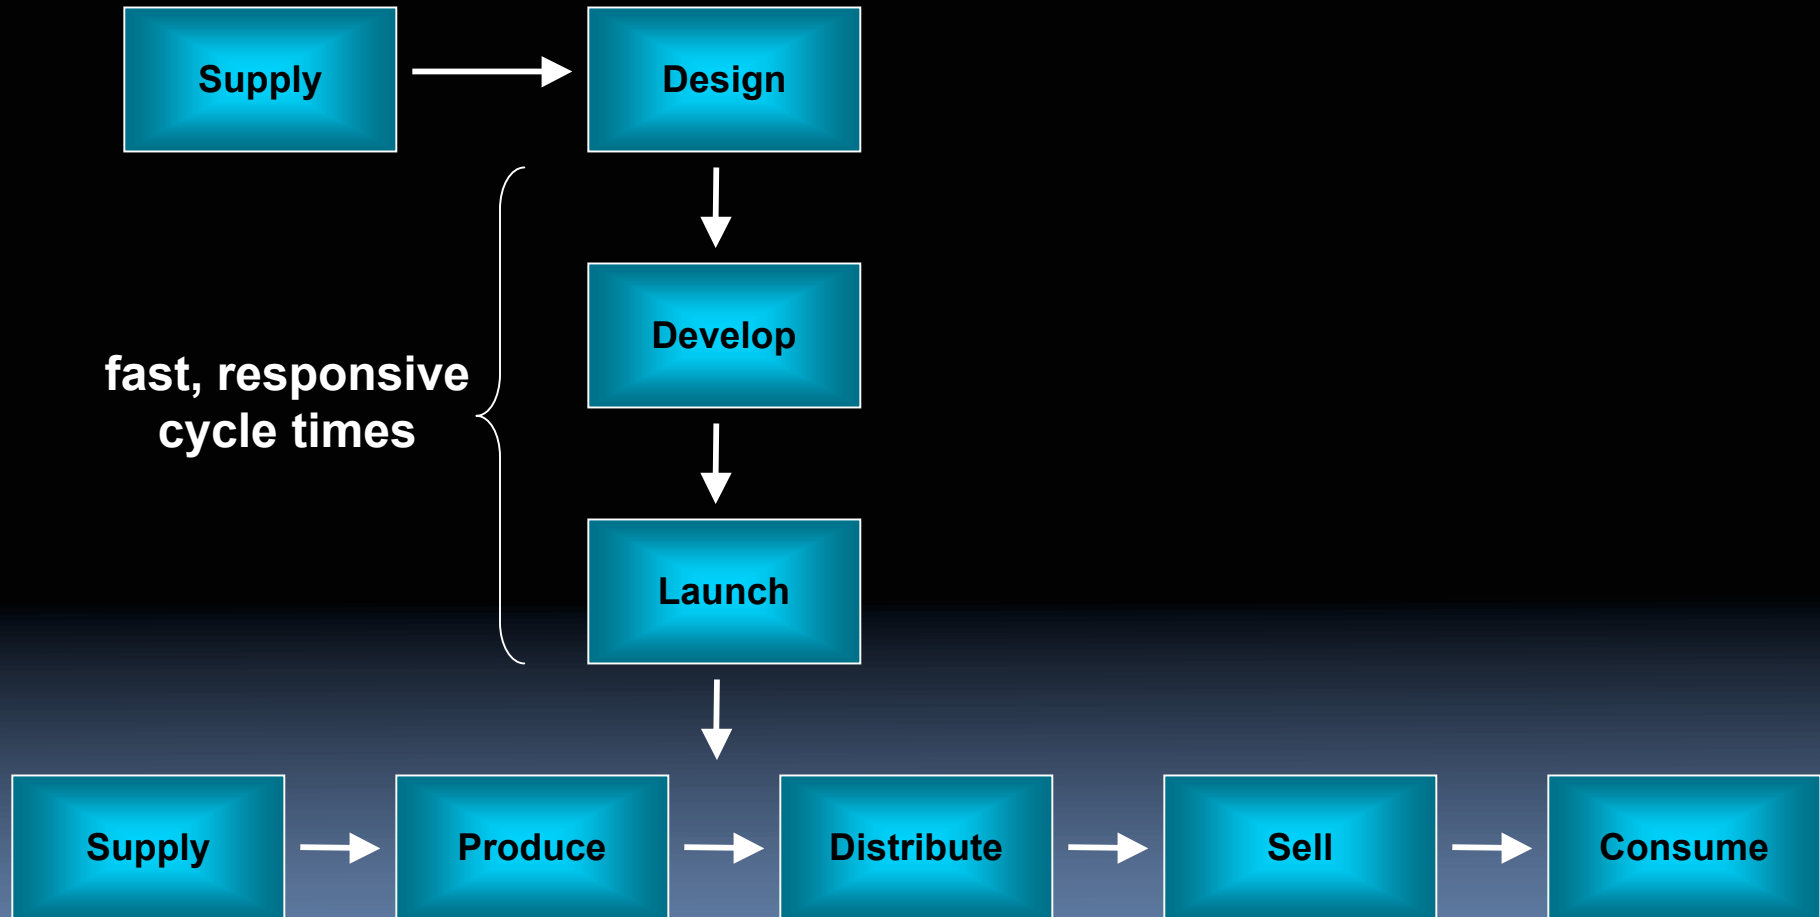 Supply
Design
Develop
fast, responsive
cycle times
Launch
Supply
Produce
Distribute
Sell
Consume